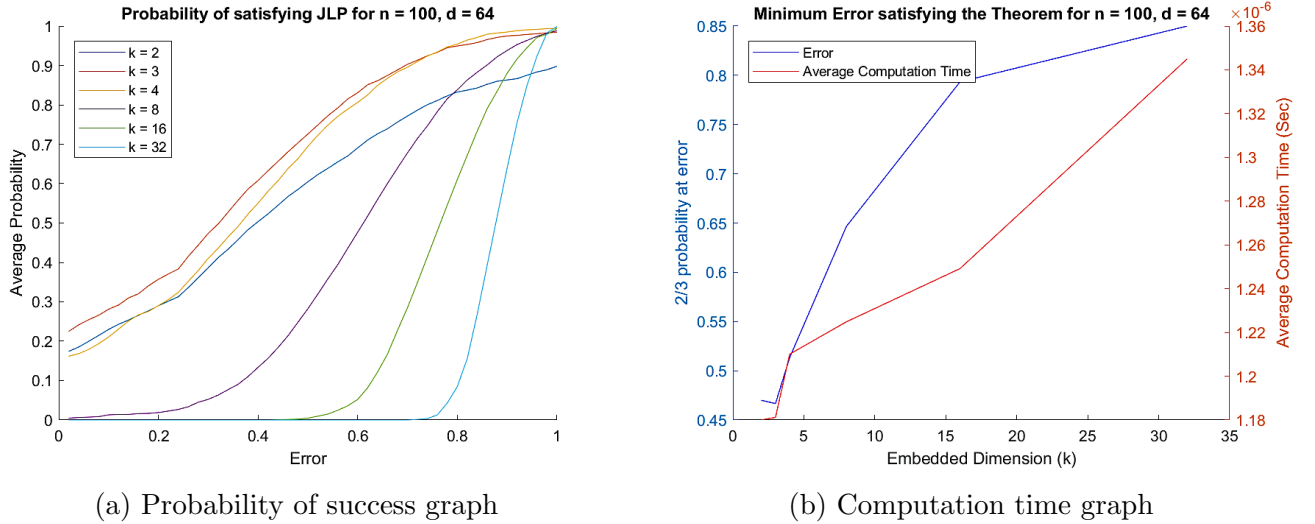 Probability of satisfying JLP for n = 100, d = 64
1
0.9
0.8
0.7
0.6
0.5
0.4
0.3
0.2
0.1
0
Average Probability
k = 2
k = 3
k = 4
k = 8
k = 16
k = 32
0
0.2
0.4
0.6
0.8
1
Error
(a) Probability of success graph
Minimum Error satisfying the Theorem for n = 100, d = 64
×10⁻⁶
0.85
0.8
0.75
0.7
0.65
0.6
0.55
0.5
0.45
2/3 probability at error
Error
Average Computation Time
1.36
1.34
1.32
1.3
1.28
1.26
1.24
1.22
1.2
1.18
Average Computation Time (Sec)
0
5
10
15
20
25
30
35
Embedded Dimension (k)
(b) Computation time graph